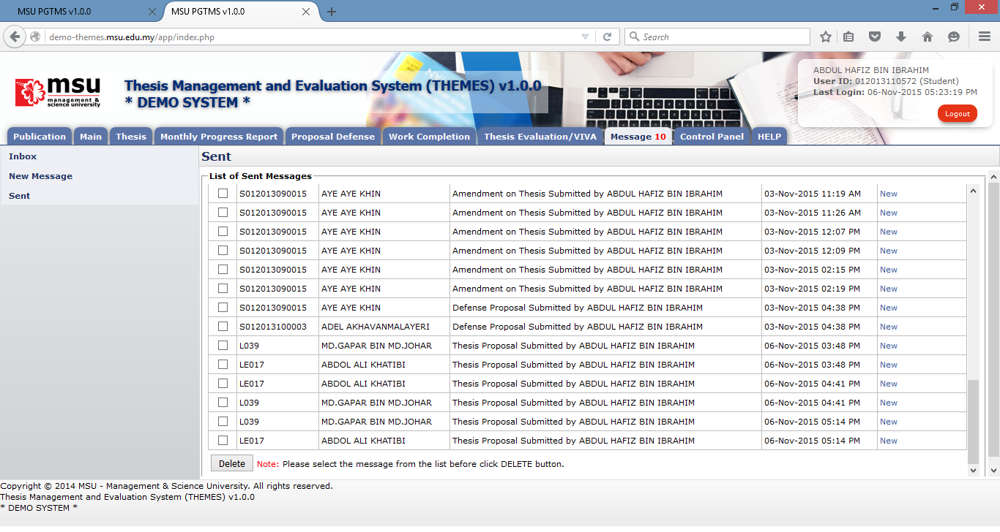 MSU PGTMS v1.0.0
MSU PGTMS v1.0.0
demo-themes.msu.edu.my/app/index.php
Search
msu
management &
science university
Thesis Management and Evaluation System (THEMES) v1.0.0
* DEMO SYSTEM *
ABDUL HAFIZ BIN IBRAHIM
User ID: 012013110572 (Student)
Last Login: 06-Nov-2015 05:23:19 PM
Logout
Publication Main Thesis Monthly Progress Report Proposal Defense Work Completion Thesis Evaluation/VIVA Message 10 Control Panel HELP
Inbox
New Message
Sent
Sent
List of Sent Messages
S012013090015 AYE AYE KHIN Amendment on Thesis Submitted by ABDUL HAFIZ BIN IBRAHIM 03-Nov-2015 11:19 AM New
S012013090015 AYE AYE KHIN Amendment on Thesis Submitted by ABDUL HAFIZ BIN IBRAHIM 03-Nov-2015 11:26 AM New
S012013090015 AYE AYE KHIN Amendment on Thesis Submitted by ABDUL HAFIZ BIN IBRAHIM 03-Nov-2015 12:07 PM New
S012013090015 AYE AYE KHIN Amendment on Thesis Submitted by ABDUL HAFIZ BIN IBRAHIM 03-Nov-2015 12:09 PM New
S012013090015 AYE AYE KHIN Amendment on Thesis Submitted by ABDUL HAFIZ BIN IBRAHIM 03-Nov-2015 02:15 PM New
S012013090015 AYE AYE KHIN Amendment on Thesis Submitted by ABDUL HAFIZ BIN IBRAHIM 03-Nov-2015 02:19 PM New
S012013090015 AYE AYE KHIN Defense Proposal Submitted by ABDUL HAFIZ BIN IBRAHIM 03-Nov-2015 04:38 PM New
S012013100003 ADEL AKHAVANMALAYERI Defense Proposal Submitted by ABDUL HAFIZ BIN IBRAHIM 03-Nov-2015 04:38 PM New
L039 MD.GAPAR BIN MD.JOHAR Thesis Proposal Submitted by ABDUL HAFIZ BIN IBRAHIM 06-Nov-2015 03:48 PM New
LE017 ABDOL ALI KHATIBI Thesis Proposal Submitted by ABDUL HAFIZ BIN IBRAHIM 06-Nov-2015 03:48 PM New
LE017 ABDOL ALI KHATIBI Thesis Proposal Submitted by ABDUL HAFIZ BIN IBRAHIM 06-Nov-2015 04:41 PM New
L039 MD.GAPAR BIN MD.JOHAR Thesis Proposal Submitted by ABDUL HAFIZ BIN IBRAHIM 06-Nov-2015 04:41 PM New
L039 MD.GAPAR BIN MD.JOHAR Thesis Proposal Submitted by ABDUL HAFIZ BIN IBRAHIM 06-Nov-2015 05:14 PM New
LE017 ABDOL ALI KHATIBI Thesis Proposal Submitted by ABDUL HAFIZ BIN IBRAHIM 06-Nov-2015 05:14 PM New
Delete Note: Please select the message from the list before click DELETE button.
Copyright © 2014 MSU - Management & Science University. All rights reserved.
Thesis Management and Evaluation System (THEMES) v1.0.0
* DEMO SYSTEM *